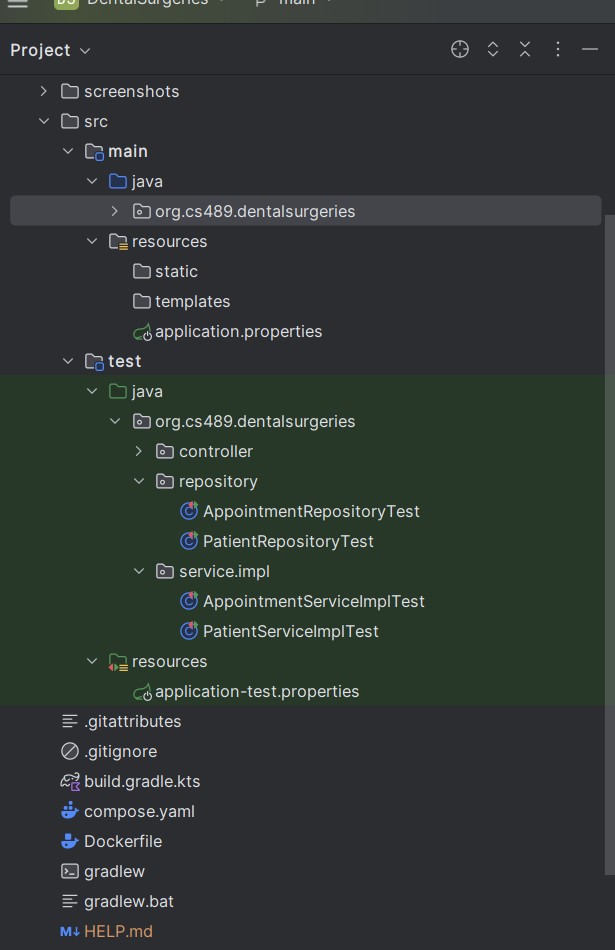 DS DentalSurgeries main
Project
screenshots
src
main
java
org.cs489.dentalsurgeries
resources
static
templates
application.properties
test
java
org.cs489.dentalsurgeries
controller
repository
AppointmentRepositoryTest
PatientRepositoryTest
service.impl
AppointmentServiceImplTest
PatientServiceImplTest
resources
application-test.properties
.gitattributes
.gitignore
build.gradle.kts
compose.yaml
Dockerfile
gradlew
gradlew.bat
M↓ HELP.md